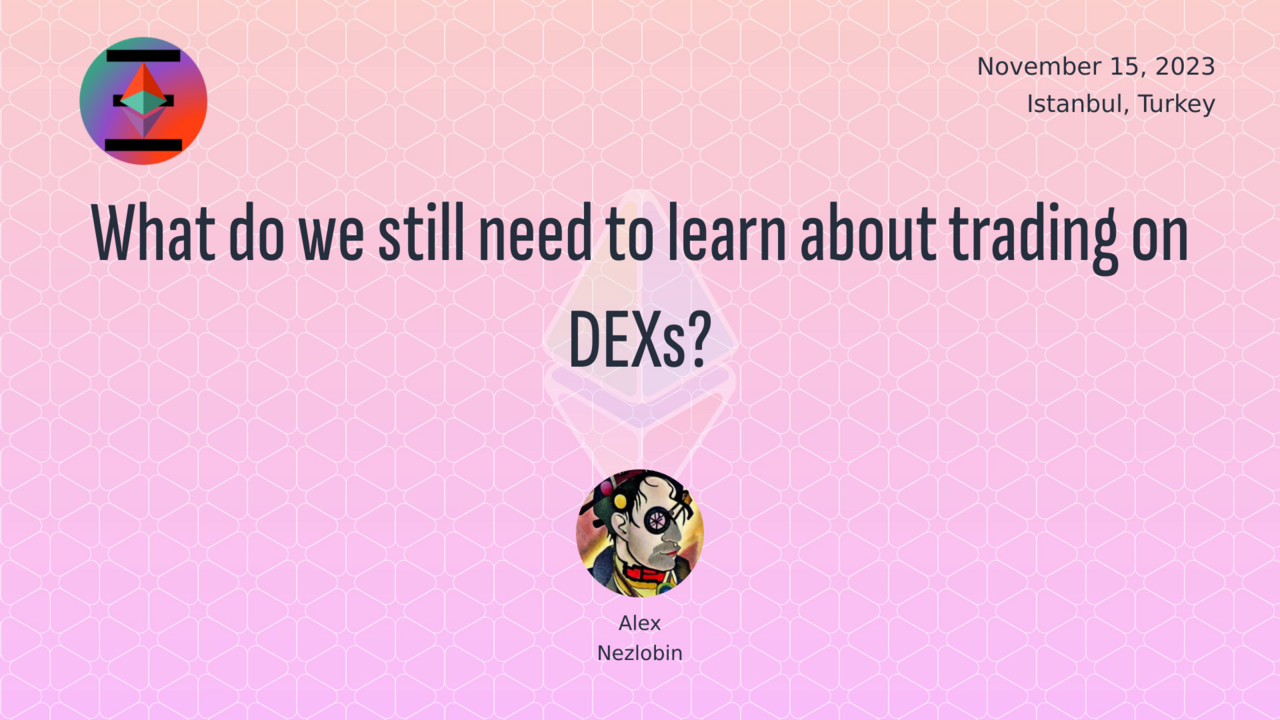 November 15, 2023
Istanbul, Turkey
What do we still need to learn about trading on
DEXs?
Alex
Nezlobin